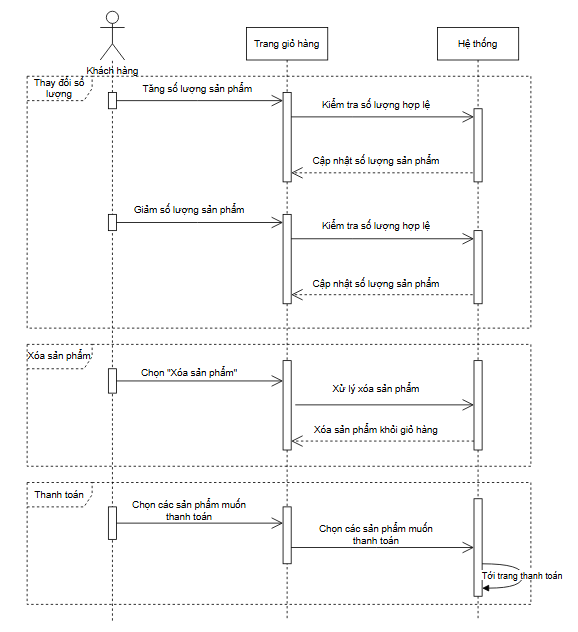 Khách hàng
Trang giỏ hàng
Hệ thống
Thay đổi số
lượng
Tăng số lượng sản phẩm
Kiểm tra số lượng hợp lệ
Cập nhật số lượng sản phẩm
Giảm số lượng sản phẩm
Kiểm tra số lượng hợp lệ
Cập nhật số lượng sản phẩm
Xóa sản phẩm
Chọn "Xóa sản phẩm"
Xử lý xóa sản phẩm
Xóa sản phẩm khỏi giỏ hàng
Thanh toán
Chọn các sản phẩm muốn
thanh toán
Chọn các sản phẩm muốn
thanh toán
Tới trang thanh toán